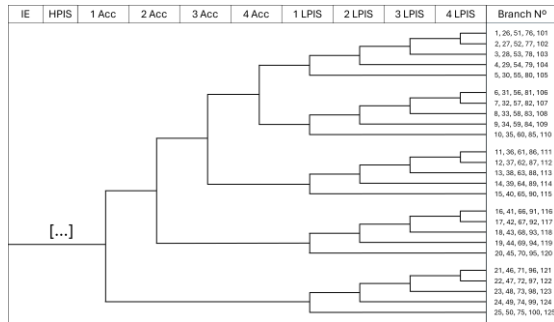 IE HPIS 1 Acc 2 Acc 3 Acc 4 Acc 1 LPIS 2 LPIS 3 LPIS 4 LPIS Branch Nº
1, 26, 51, 76, 101
2, 27, 52, 77, 102
3, 28, 53, 78, 103
4, 29, 54, 79, 104
5, 30, 55, 80, 105
6, 31, 56, 81, 106
7, 32, 57, 82, 107
8, 33, 58, 83, 108
9, 34, 59, 84, 109
10, 35, 60, 85, 110
11, 36, 61, 86, 111
12, 37, 62, 87, 112
13, 38, 63, 88, 113
14, 39, 64, 89, 114
15, 40, 65, 90, 115
16, 41, 66, 91, 116
17, 42, 67, 92, 117
[...]
18, 43, 68, 93, 118
19, 44, 69, 94, 119
20, 45, 70, 95, 120
21, 46, 71, 96, 121
22, 47, 72, 97, 122
23, 48, 73, 98, 123
24, 49, 74, 99, 124
25, 50, 75, 100, 125